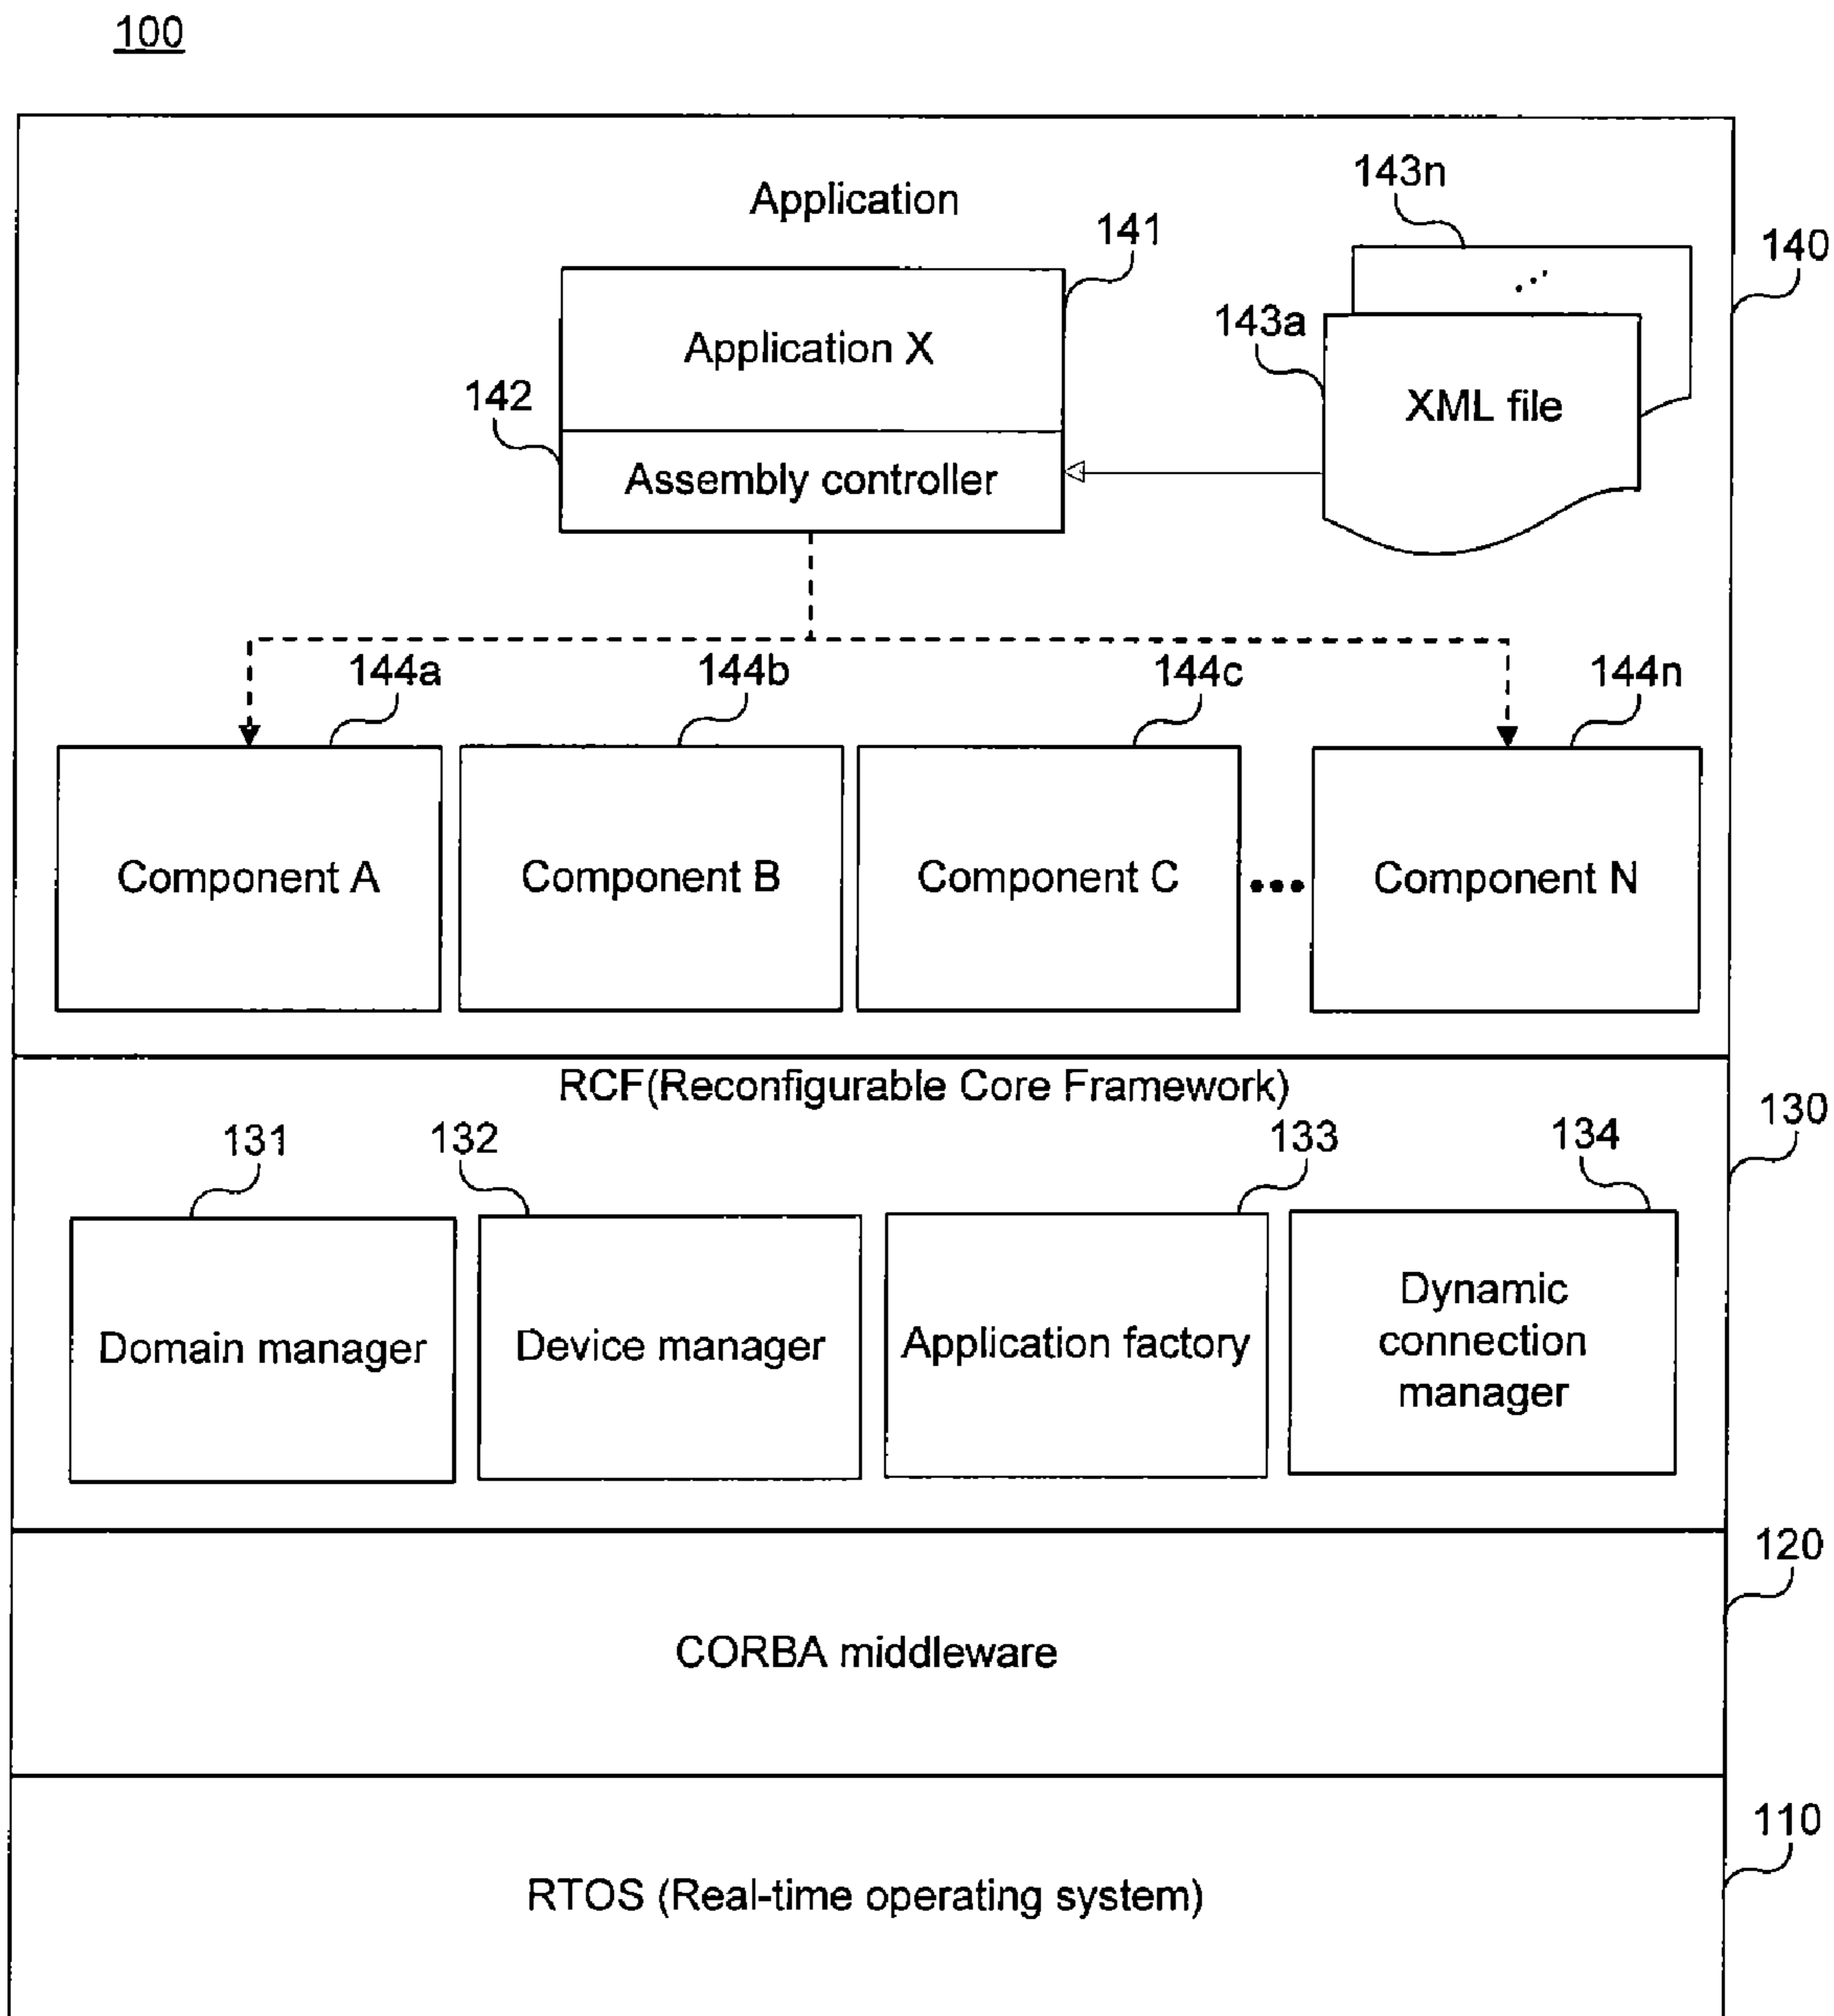 100
Application
143n
141
140
143a
Application X
XML file
142
Assembly controller
144a
144b
144c
144n
Component A
Component B
Component C
•••
Component N
RCF(Reconfigurable Core Framework)
130
131
132
133
134
Domain manager
Device manager
Application factory
Dynamic
connection
manager
120
CORBA middleware
110
RTOS (Real-time operating system)